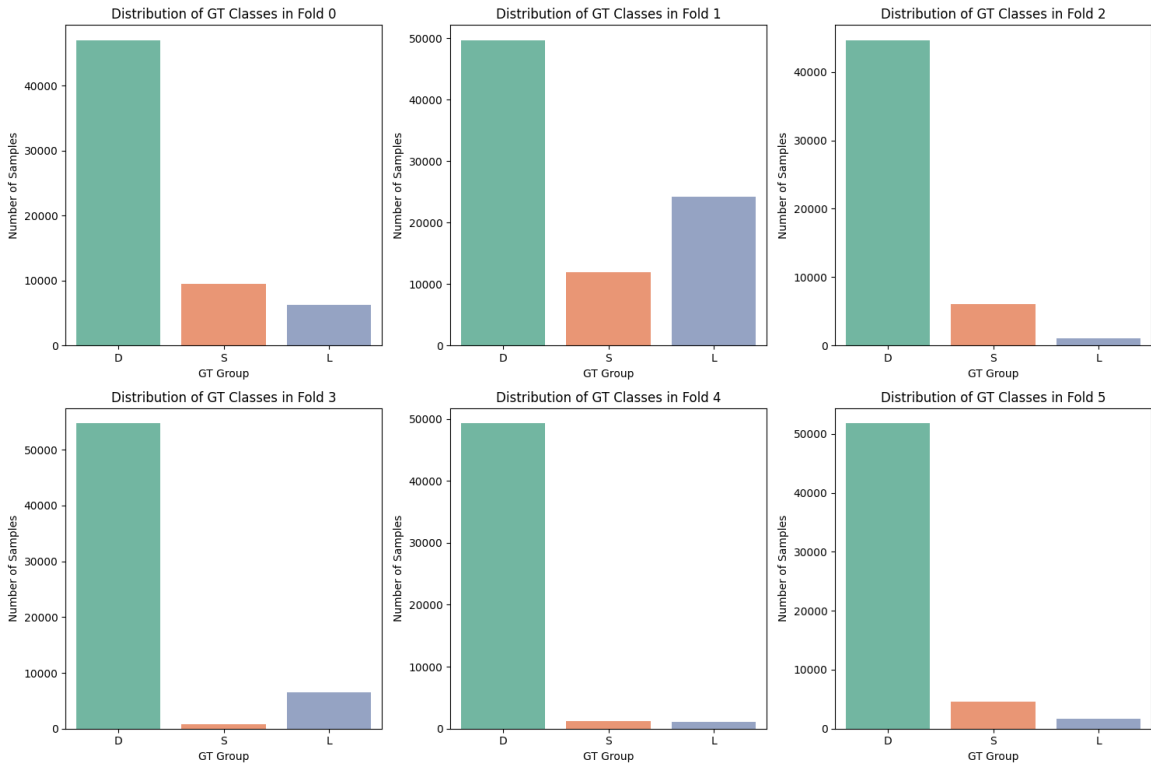 Distribution of GT Classes in Fold 0
Number of Samples
40000
30000
20000
10000
0
D S L
GT Group
Distribution of GT Classes in Fold 1
Number of Samples
50000
40000
30000
20000
10000
0
D S L
GT Group
Distribution of GT Classes in Fold 2
Number of Samples
40000
30000
20000
10000
0
D S L
GT Group
Distribution of GT Classes in Fold 3
Number of Samples
50000
40000
30000
20000
10000
0
D S L
GT Group
Distribution of GT Classes in Fold 4
Number of Samples
50000
40000
30000
20000
10000
0
D S L
GT Group
Distribution of GT Classes in Fold 5
Number of Samples
50000
40000
30000
20000
10000
0
D S L
GT Group